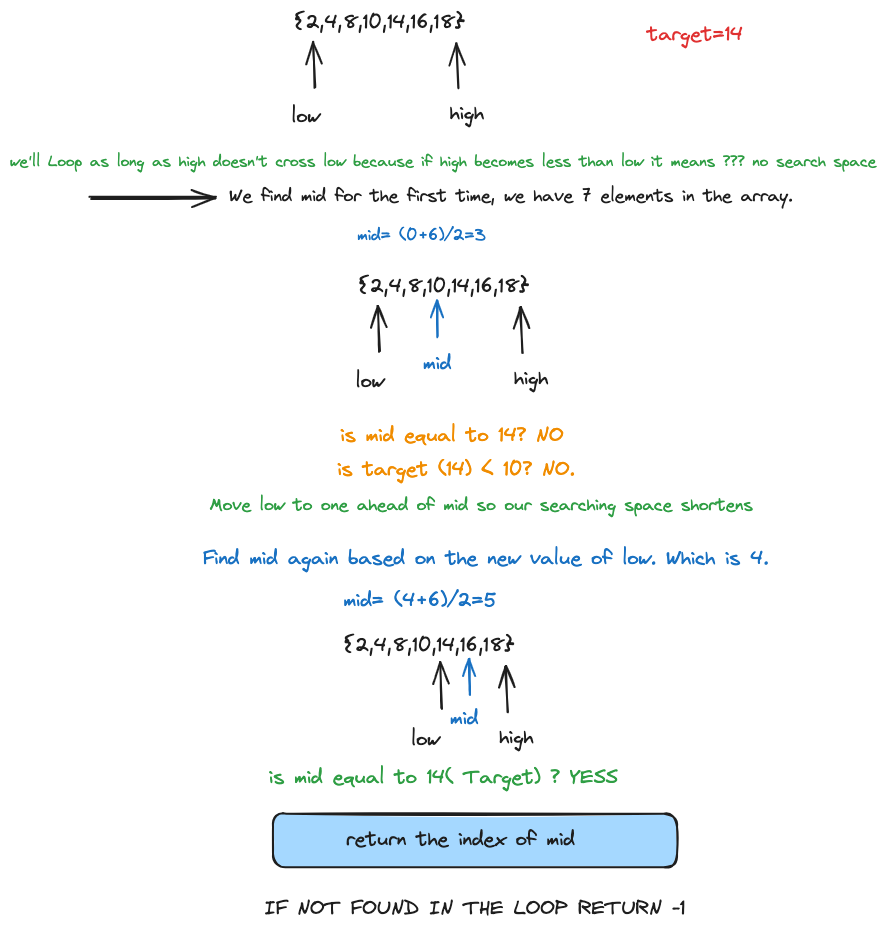 {2,4,8,10,14,16,18}
target=14
low
high
we'll Loop as long as high doesn't cross low because if high becomes less than low it means ??? no search space
We find mid for the first time, we have 7 elements in the array.
mid= (0+6)/2=3
{2,4,8,10,14,16,18}
mid
low
high
is mid equal to 14? NO
is target (14) < 10? NO.
Move low to one ahead of mid so our searching space shortens
Find mid again based on the new value of low. Which is 4.
mid= (4+6)/2=5
{2,4,8,10,14,16,18}
mid
low
high
is mid equal to 14( Target) ? YESS
return the index of mid
IF NOT FOUND IN THE LOOP RETURN -1